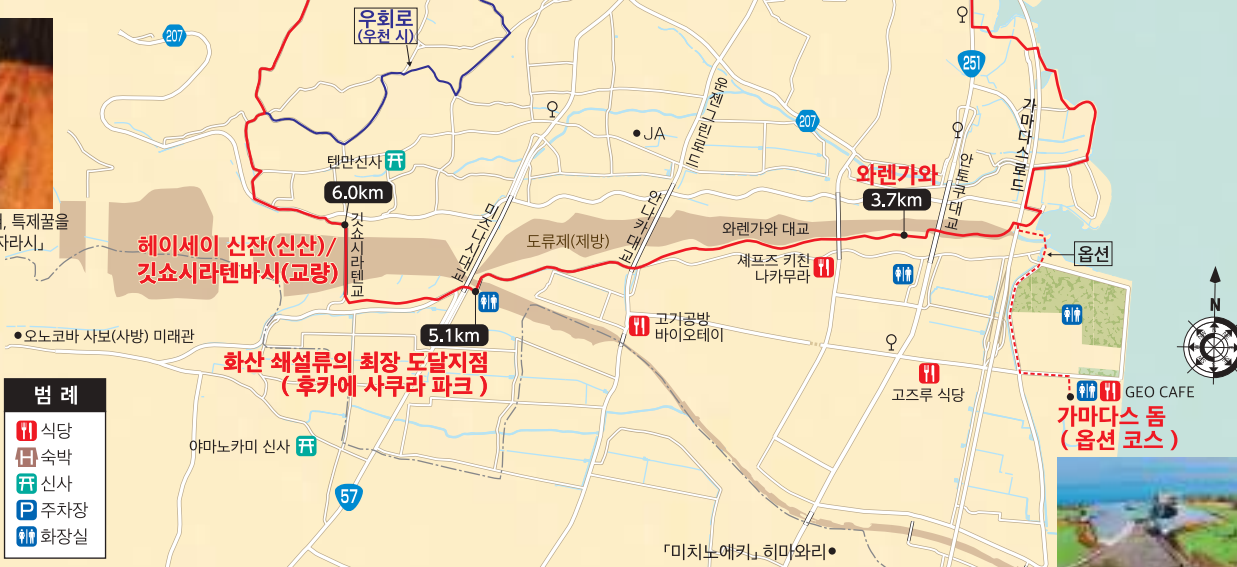 207
우회로
(우천 시)
251
207
JA
운젠그린로드
가마다스로드
안토쿠대교
텐만신사
6.0km
와렌가와
3.7km
, 특제꿀을
자라시」
헤이세이 신잔(신산)/
깃쇼시라텐바시(교량)
깃쇼시라텐교
미즈나시대교
도류제(제방)
안나카대교
와렌가와 대교
셰프즈 키친
나카무라
옵션
N
5.1km
고기공방
바이오테이
오노코바 사보(사방) 미래관
화산 쇄설류의 최장 도달지점
( 후카에 사쿠라 파크 )
고즈루 식당
GEO CAFE
가마다스 돔
( 옵션 코스 )
범 례
식당
H 숙박
신사
P 주차장
화장실
야마노카미 신사
57
「미치노에키」 히마와리